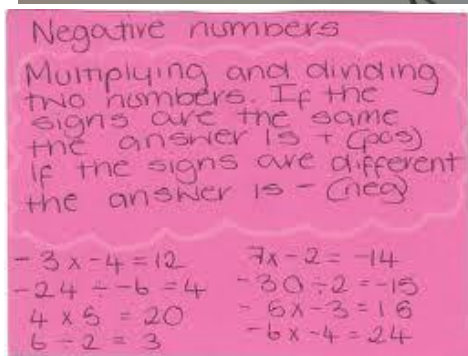 Negative numbers
Multiplying and dividing
two numbers. If the
signs are the same
the answer is + (pos)
if the signs are different
the answer is - (neg)
-3 x -4 = 12
-24 ÷ -6 = 4
4 x 5 = 20
6 ÷ 2 = 3
7x -2 = -14
-30 ÷ 2 = -15
-5 x -3 = 15
-6 x -4 = 24